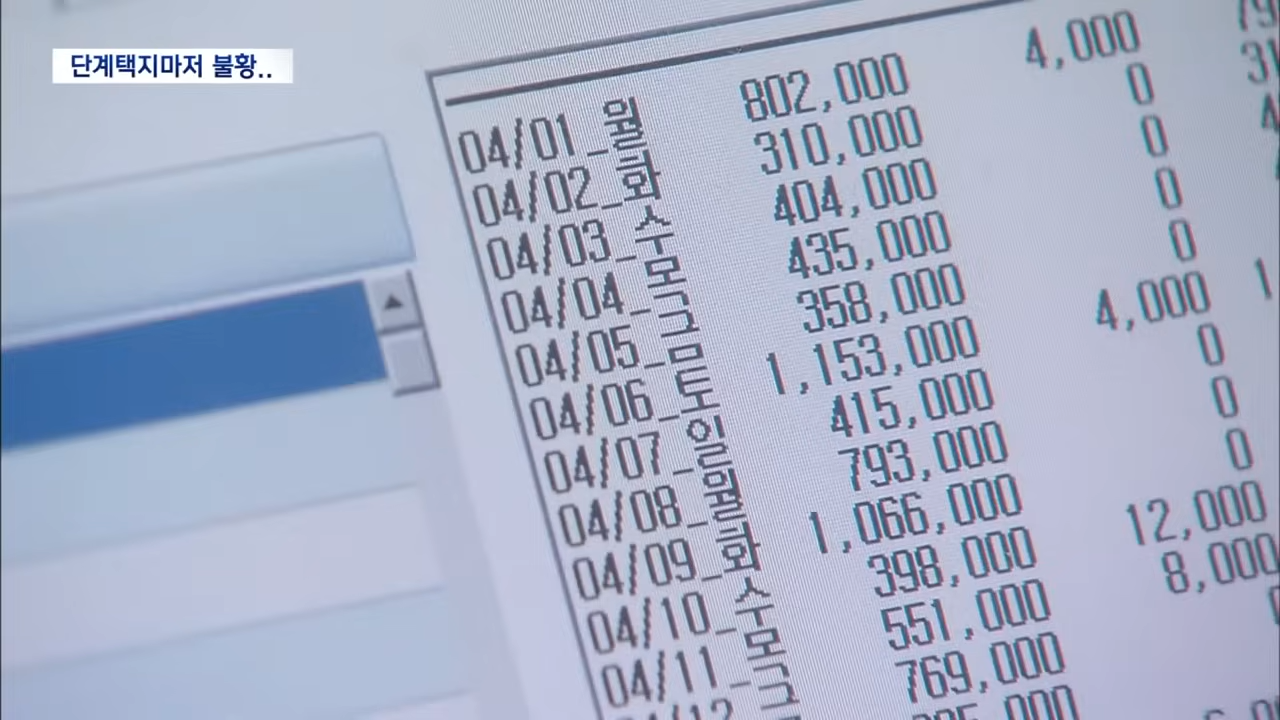 단계택지마저 불황..
04/01_월 802,000 4,000
04/02_화 310,000 0
04/03_수 404,000 0
04/04_목 435,000 0
04/05_금 358,000 0
04/06_토 1,153,000 4,000
04/07_일 415,000 0
04/08_월 793,000 0
04/09_화 1,066,000 0
04/10_수 398,000 12,000
04/11_목 551,000 8,000
04/12_금 769,000